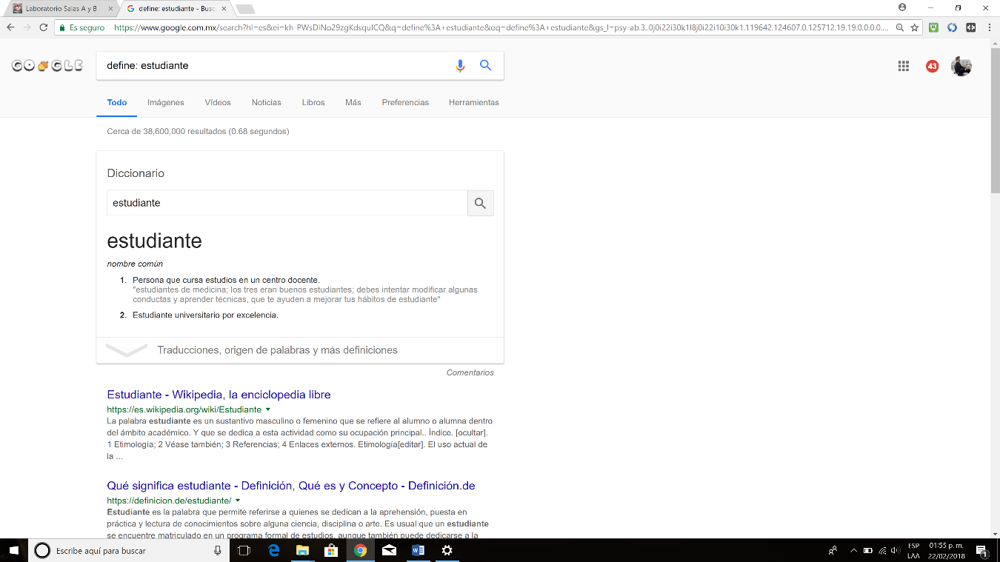 Laboratorio Salas A y B
define: estudiante - Busc
Es seguro https://www.google.com.mx/search?hl=es&ei=kh-PWsDlNo29zgKdsquICQ&q=define%3A+estudiante&oq=define%3A+estudiante&gs_l=psy-ab.3..0j0i22i30k1l8j0i22i10i30k1.119642.124607.0.125712.19.19.0.0.0.0....
GOOGLE
define: estudiante
43
Todo Imágenes Vídeos Noticias Libros Más Preferencias Herramientas
Cerca de 38,600,000 resultados (0.68 segundos)
Diccionario
estudiante
estudiante
nombre común
1. Persona que cursa estudios en un centro docente.
"estudiantes de medicina; los tres eran buenos estudiantes; debes intentar modificar algunas
conductas y aprender técnicas, que te ayuden a mejorar tus hábitos de estudiante"
2. Estudiante universitario por excelencia.
Traducciones, origen de palabras y más definiciones
Comentarios
Estudiante - Wikipedia, la enciclopedia libre
https://es.wikipedia.org/wiki/Estudiante
La palabra estudiante es un sustantivo masculino o femenino que se refiere al alumno o alumna dentro
del ámbito académico. Y que se dedica a esta actividad como su ocupación principal.. Índice. [ocultar].
1 Etimología; 2 Véase también; 3 Referencias; 4 Enlaces externos. Etimología[editar]. El uso actual de
la ...
Qué significa estudiante - Definición, Qué es y Concepto - Definición.de
https://definicion.de/estudiante/
Estudiante es la palabra que permite referirse a quienes se dedican a la aprehensión, puesta en
práctica y lectura de conocimientos sobre alguna ciencia, disciplina o arte. Es usual que un estudiante
se encuentre matriculado en un programa formal de estudios, aunque también puede dedicarse a la
Escribe aquí para buscar
ESP 01:55 p. m.
LAA 22/02/2018
1